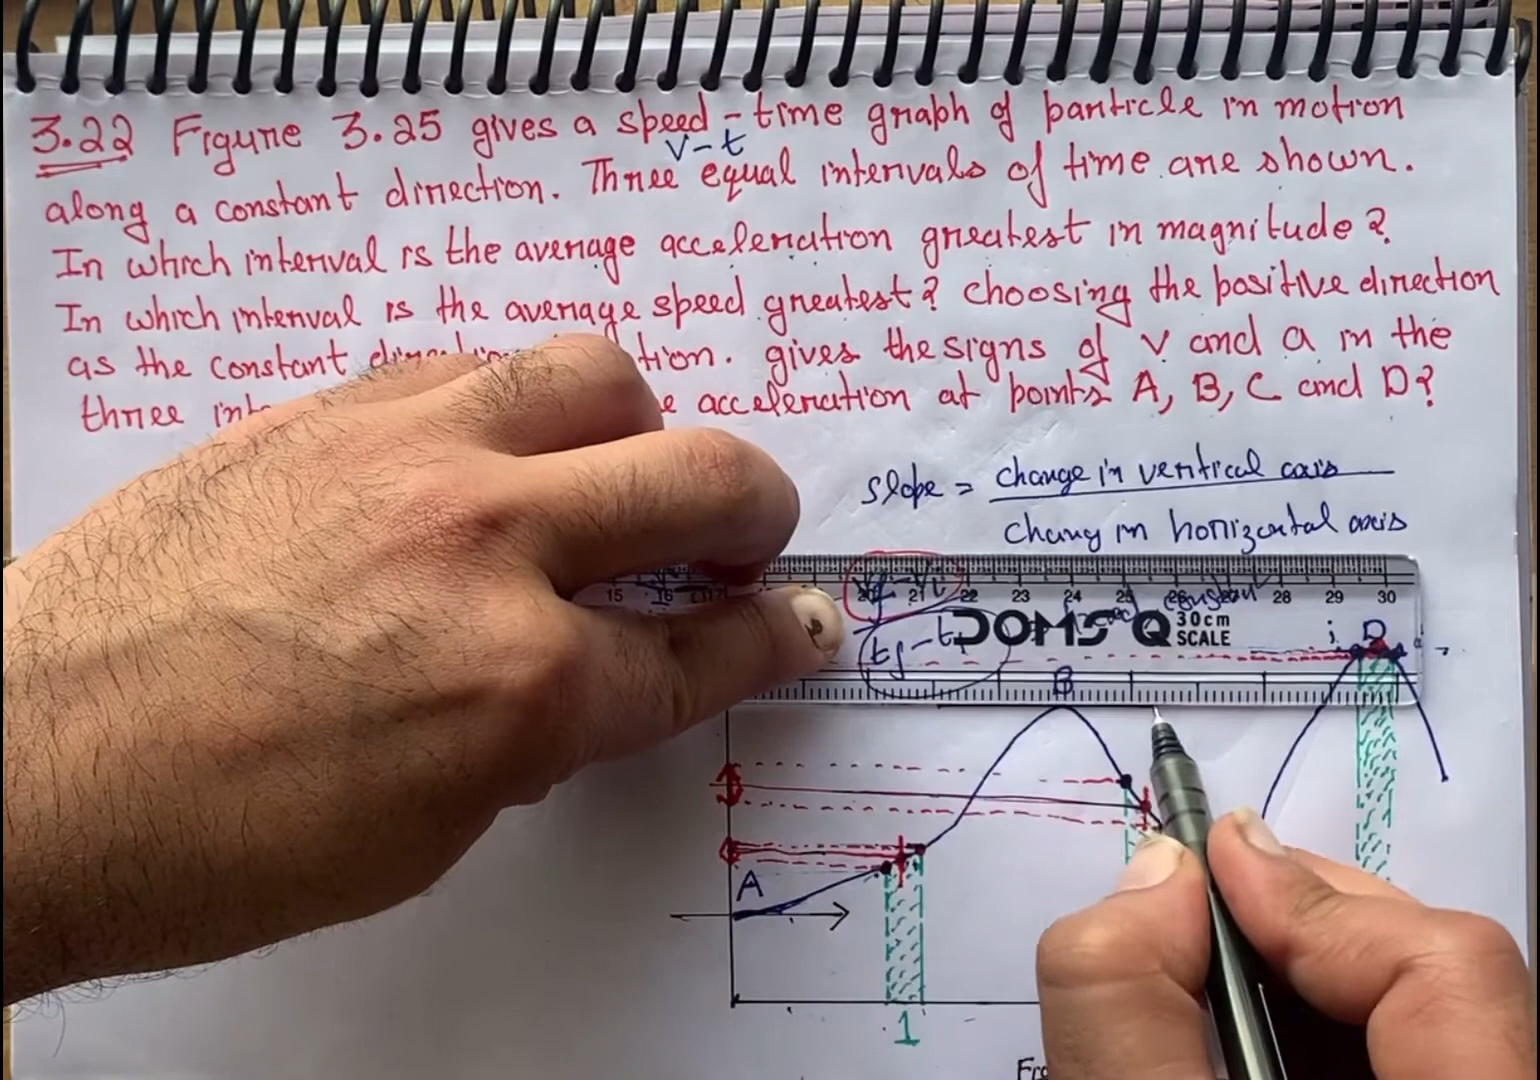 3.22 Figure 3.25 gives a speed-time graph of particle in motion
v-t
along a constant direction. Three equal intervals of time are shown.
In which interval is the average acceleration greatest in magnitude?
In which interval is the average speed greatest? choosing the positive direction
as the constant tion. gives the signs of v and a in the
three acceleration at points A, B, C and D?
slope = change in vertical axis
chang in horizontal axis
15 16 20 21 22 23 24 25 26 28 29 30
DOMS Q 30cm SCALE
D
B
A
1